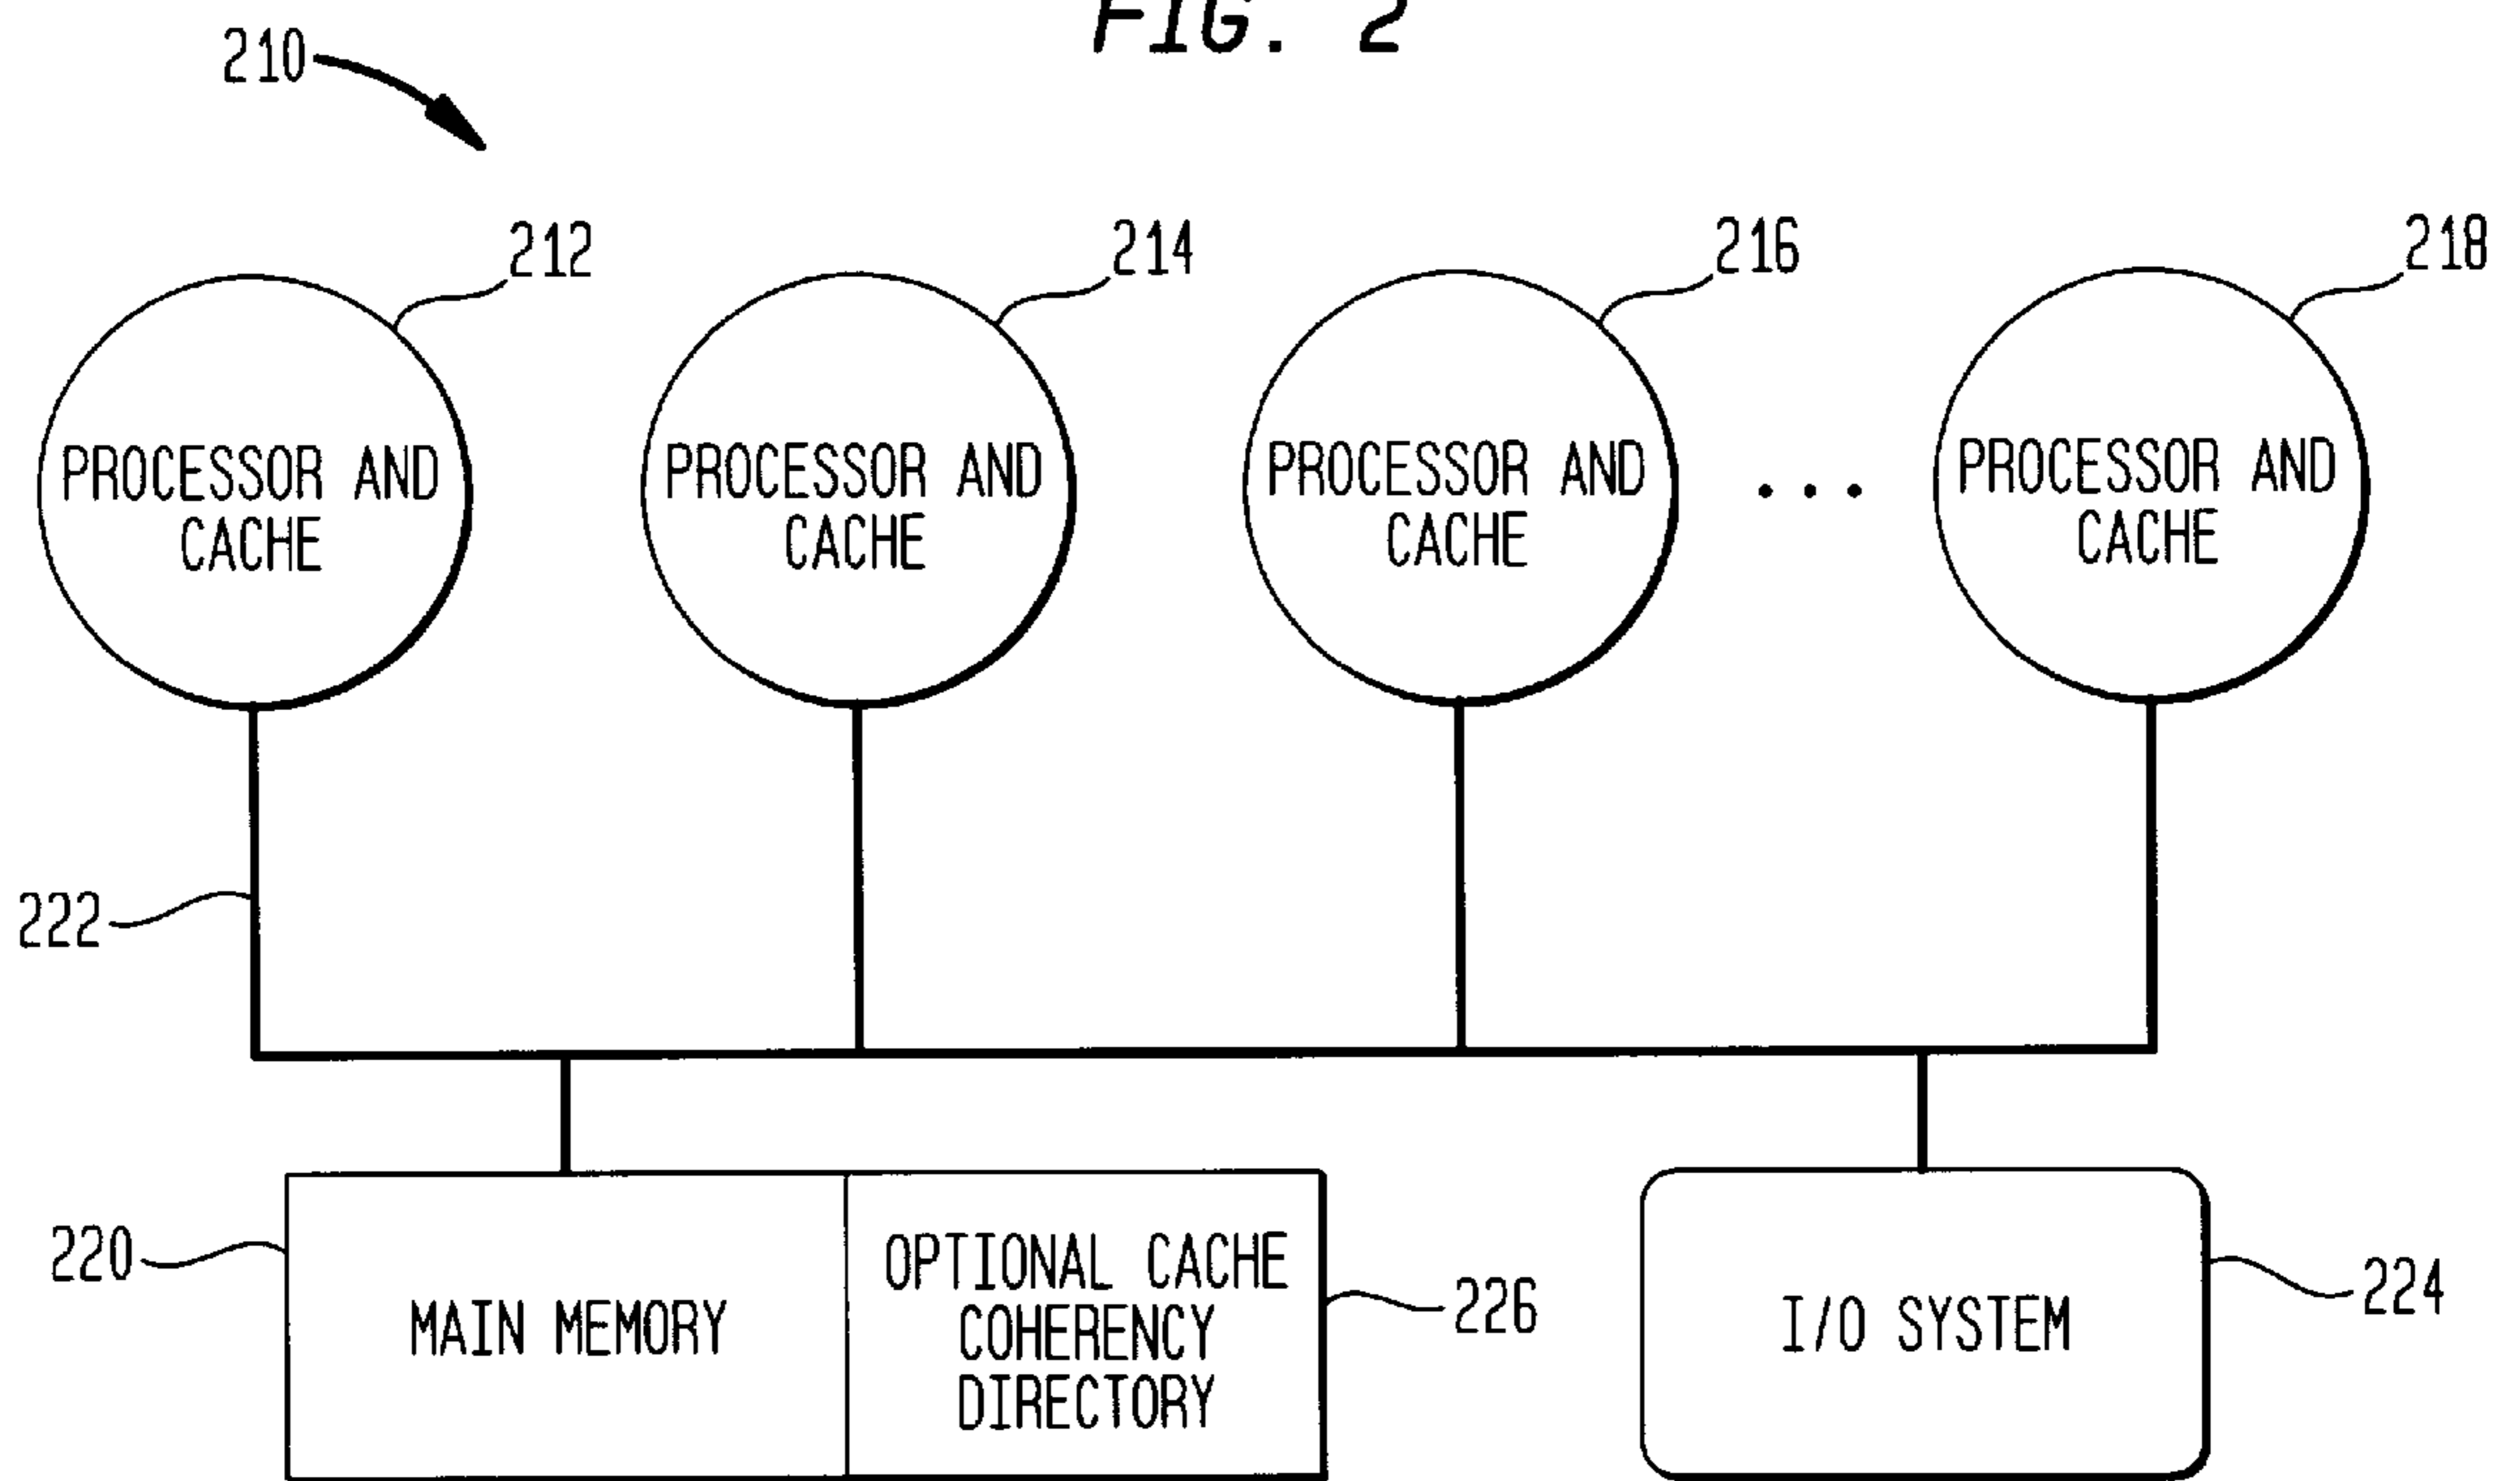 FIG. 2
210
212
214
216
218
PROCESSOR AND
CACHE
PROCESSOR AND
CACHE
PROCESSOR AND
CACHE
. . .
PROCESSOR AND
CACHE
222
220
MAIN MEMORY
OPTIONAL CACHE
COHERENCY
DIRECTORY
226
I/O SYSTEM
224